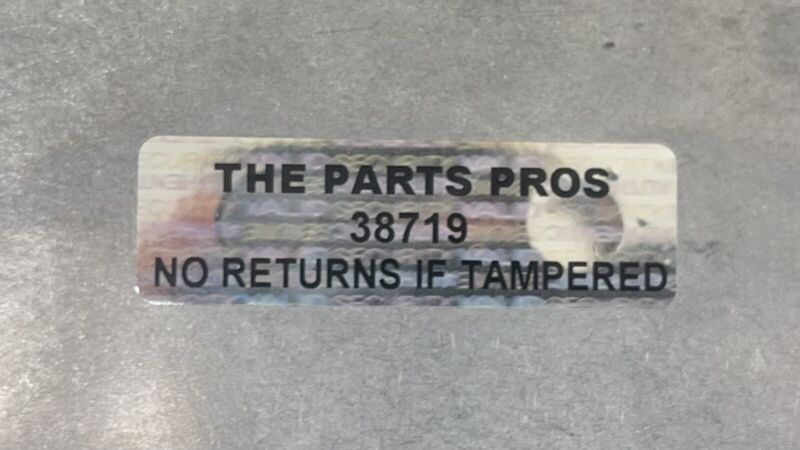 THE PARTS PROS
38719
NO RETURNS IF TAMPERED